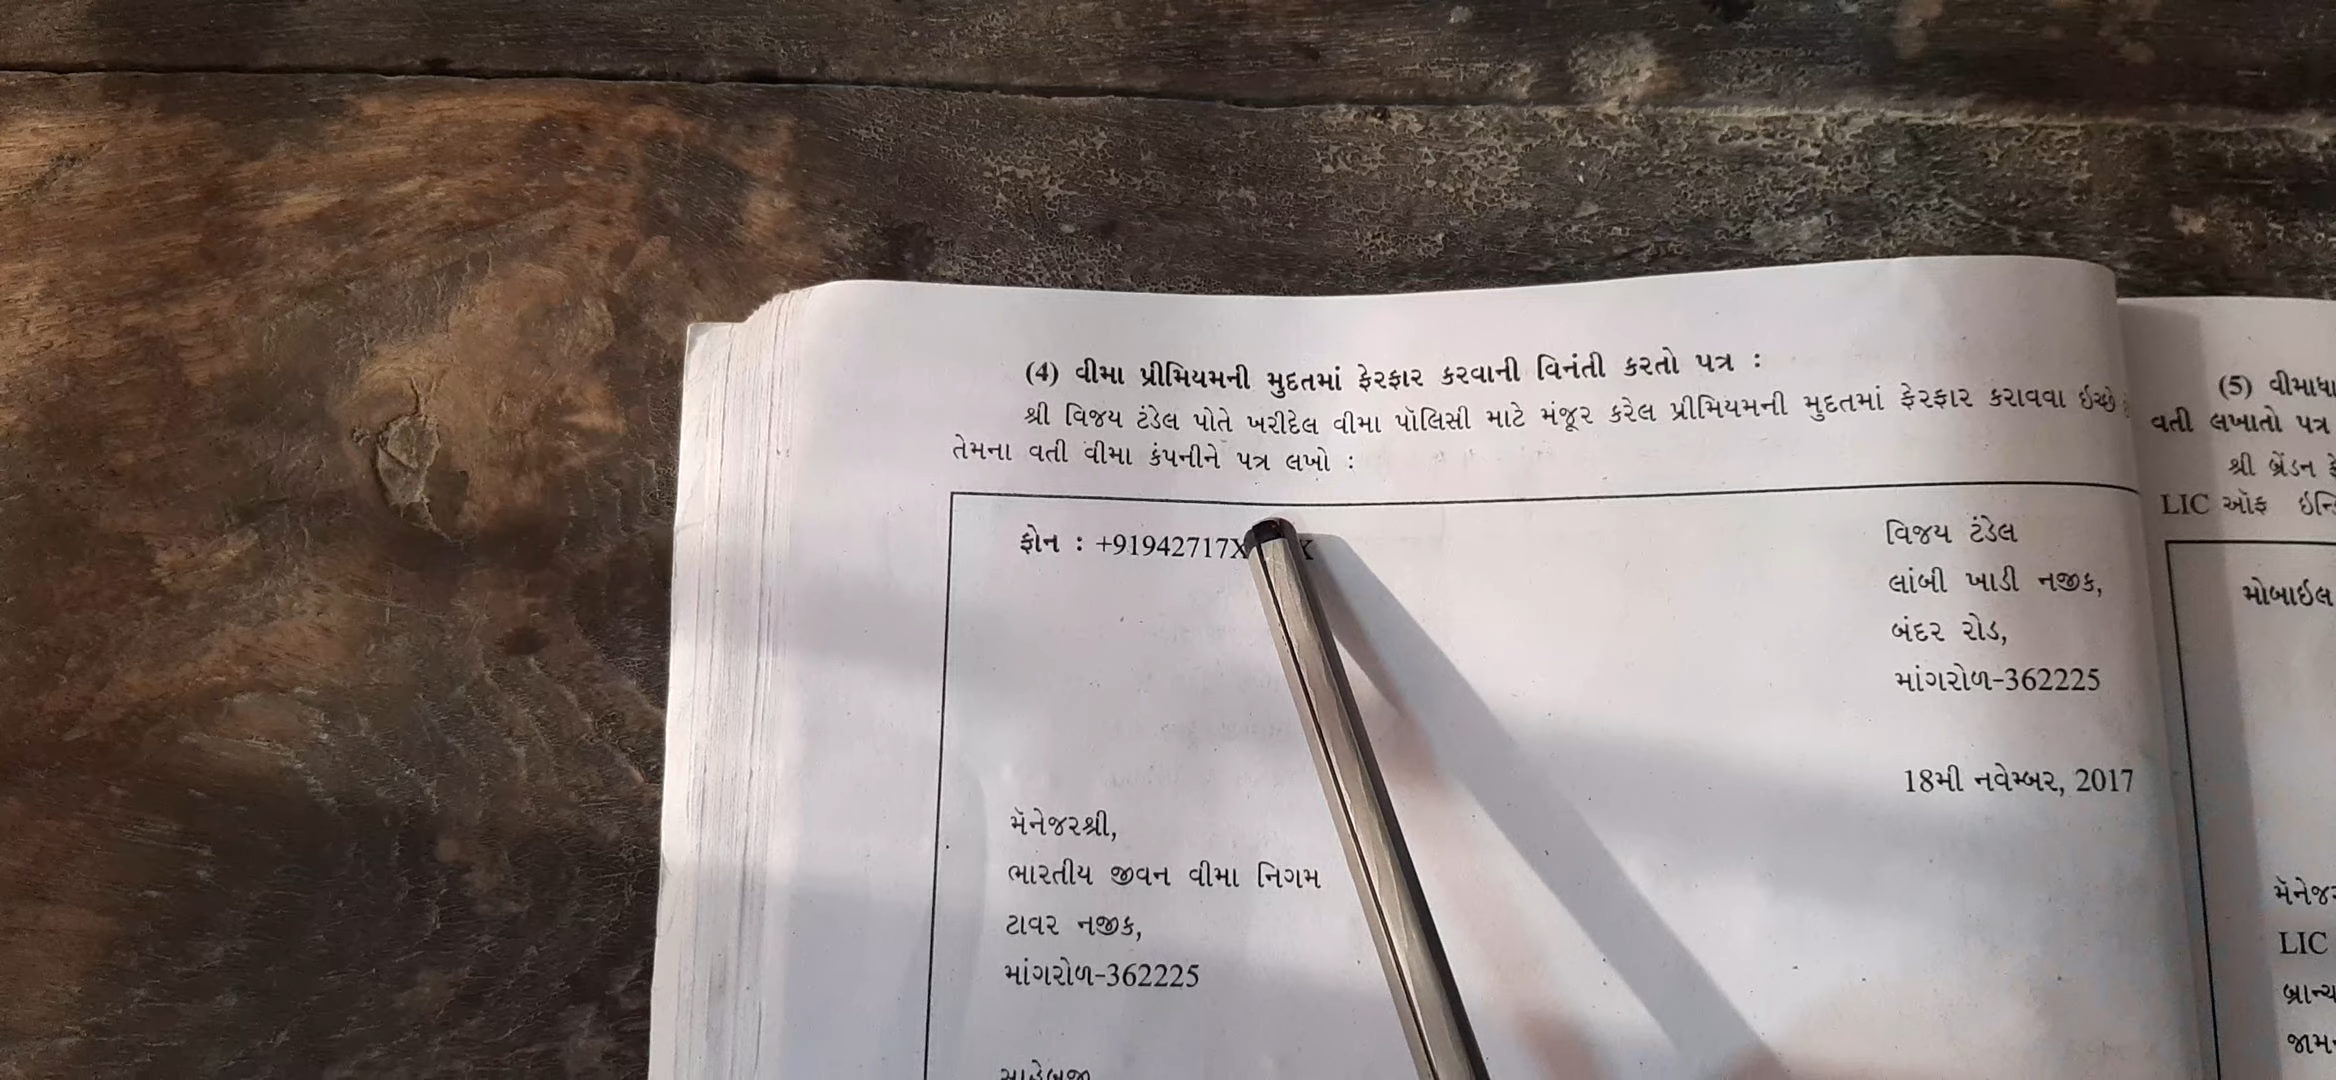 (4) વીમા પ્રીમિયમની મુદતમાં ફેરફાર કરવાની વિનંતી કરતો પત્ર :
શ્રી વિજય ટંડેલ પોતે ખરીદેલ વીમા પૉલિસી માટે મંજૂર કરેલ પ્રીમિયમની મુદતમાં ફેરફાર કરાવવા ઇચ્છે
તેમના વતી વીમા કંપનીને પત્ર લખો :
ફોન : +91942717X
વિજય ટંડેલ
લાંબી ખાડી નજીક,
બંદર રોડ,
માંગરોળ-362225
18મી નવેમ્બર, 2017
મૅનેજરશ્રી,
ભારતીય જીવન વીમા નિગમ
ટાવર નજીક,
માંગરોળ-362225
(5)
વતી લખાતો પત્ર
શ્રી બ્રેંડન
LIC ઑફ
LIC